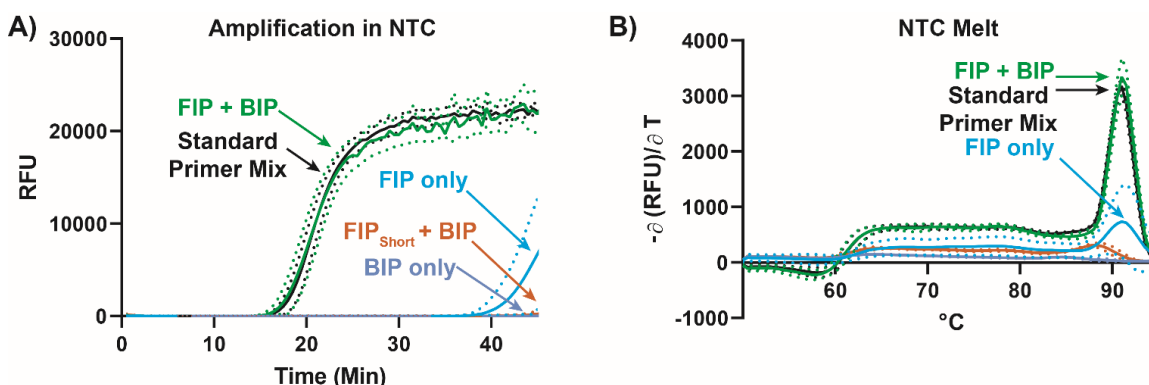 A)
Amplification in NTC
30000
20000
10000
0
RFU
FIP + BIP
Standard
Primer Mix
FIP only
FIPShort + BIP
BIP only
0 10 20 30 40
Time (Min)
B)
NTC Melt
4000
3000
2000
1000
0
-1000
-∂ (RFU)/∂ T
FIP + BIP
Standard
Primer Mix
FIP only
60 70 80 90
°C